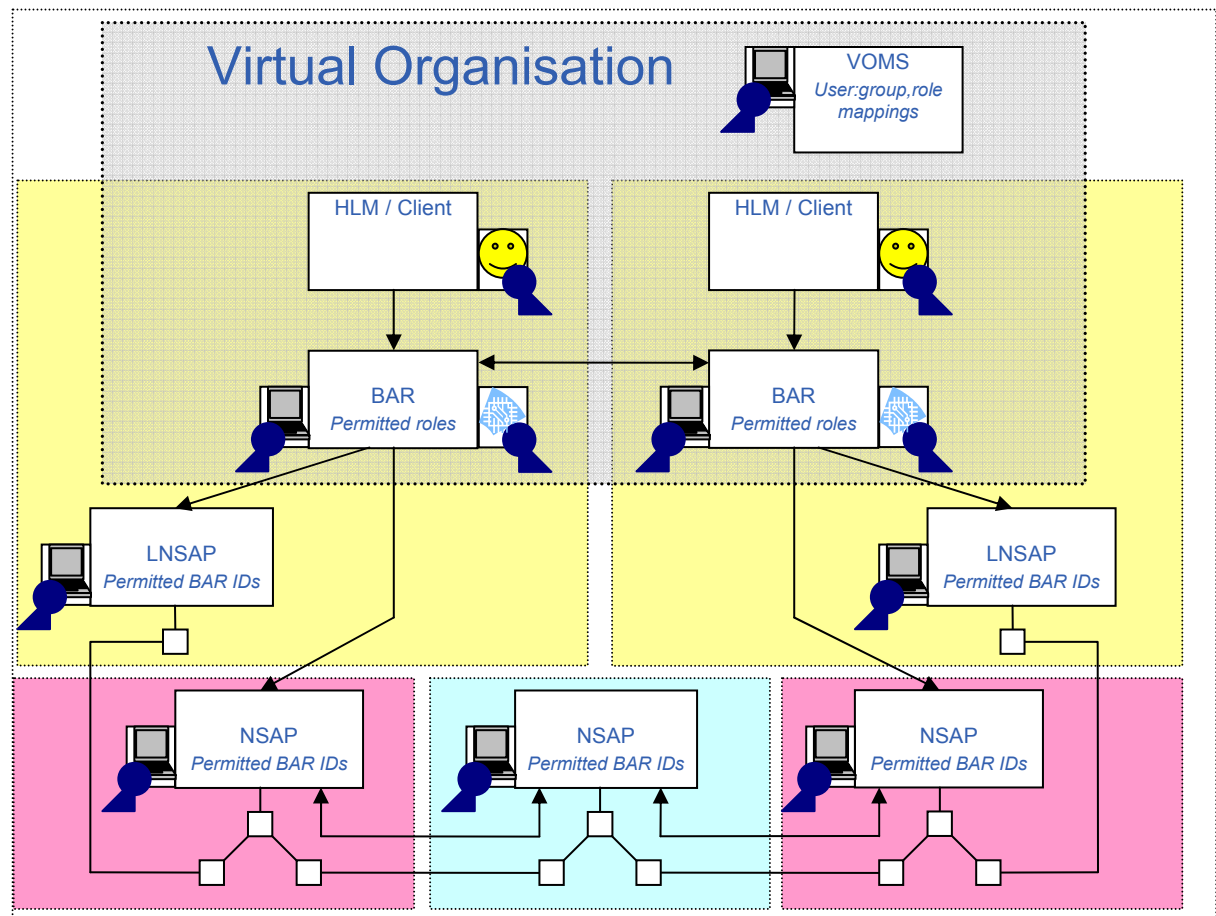 Virtual Organisation
VOMS
User:group,role
mappings
HLM / Client
HLM / Client
BAR
Permitted roles
BAR
Permitted roles
LNSAP
Permitted BAR IDs
LNSAP
Permitted BAR IDs
NSAP
Permitted BAR IDs
NSAP
Permitted BAR IDs
NSAP
Permitted BAR IDs